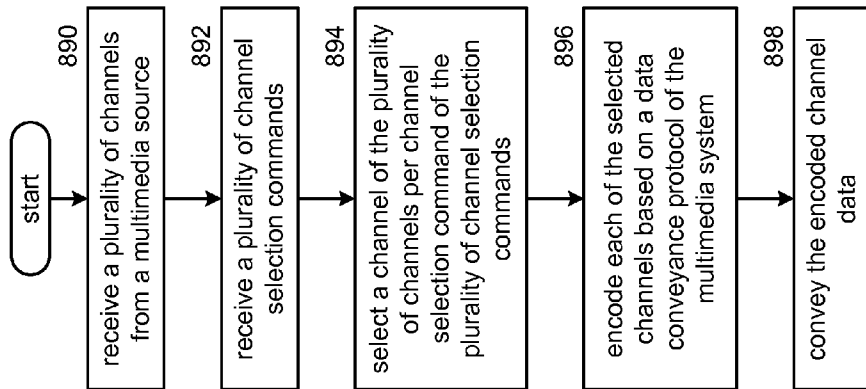 start
890
receive a plurality of channels
from a multimedia source
892
receive a plurality of channel
selection commands
894
select a channel of the plurality
of channels per channel
selection command of the
plurality of channel selection
commands
896
encode each of the selected
channels based on a data
conveyance protocol of the
multimedia system
898
convey the encoded channel
data